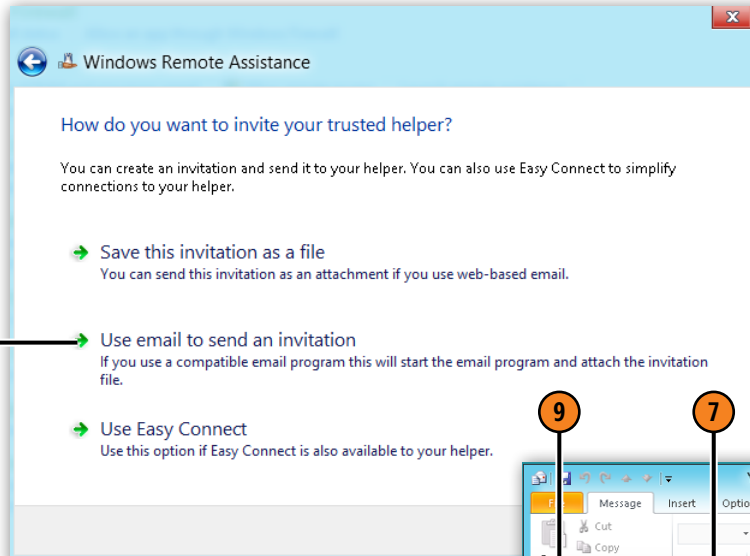 Windows Remote Assistance
How do you want to invite your trusted helper?
You can create an invitation and send it to your helper. You can also use Easy Connect to simplify
connections to your helper.
Save this invitation as a file
You can send this invitation as an attachment if you use web-based email.
Use email to send an invitation
If you use a compatible email program this will start the email program and attach the invitation
file.
Use Easy Connect
Use this option if Easy Connect is also available to your helper.
9 7
Message Insert Optio
Cut
Copy